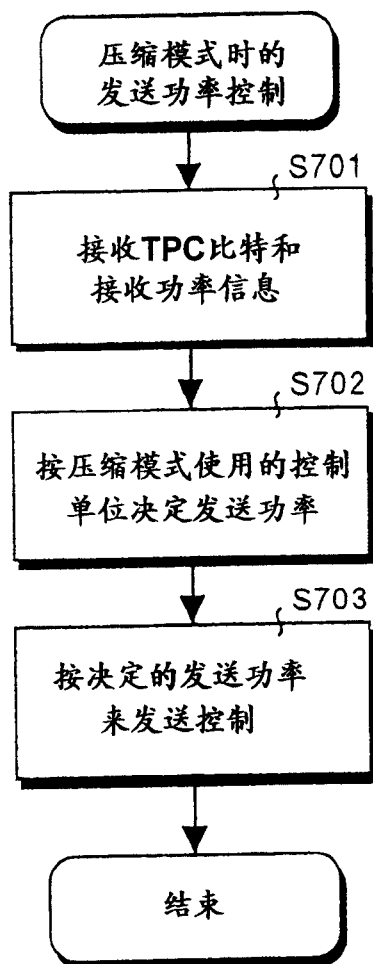 压缩模式时的
发送功率控制
S701
接收TPC比特和
接收功率信息
S702
按压缩模式使用的控制
单位决定发送功率
S703
按决定的发送功率
来发送控制
结束